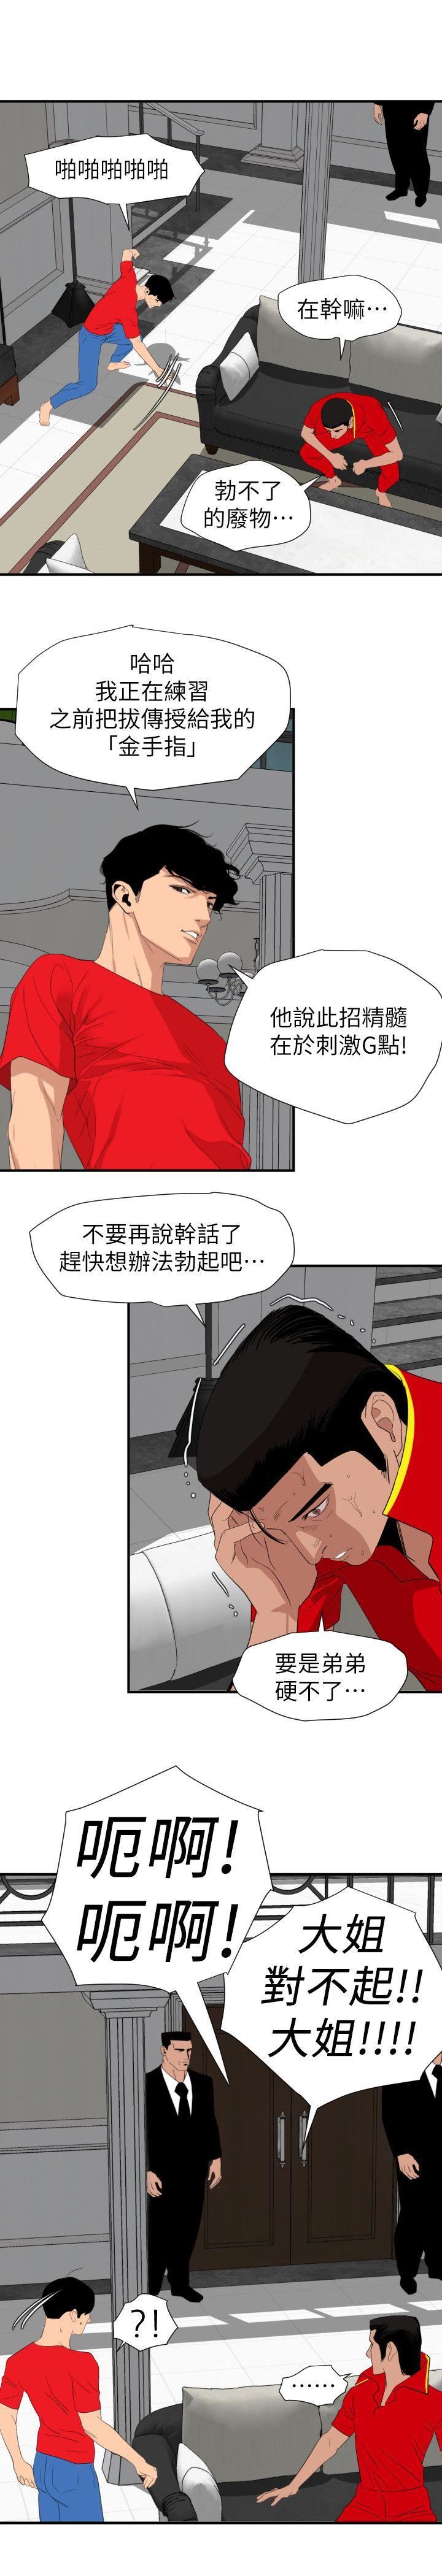 啪啪啪啪啪
在幹嘛⋯
勃不了
的廢物⋯
哈哈
我正在練習
之前把拔傳授給我的
「金手指」
他說此招精髓
在於刺激G點!
不要再說幹話了
趕快想辦法勃起吧⋯
要是弟弟
硬不了⋯
呃啊!
呃啊!
大姐
對不起!!
大姐!!!!
?!
⋯⋯